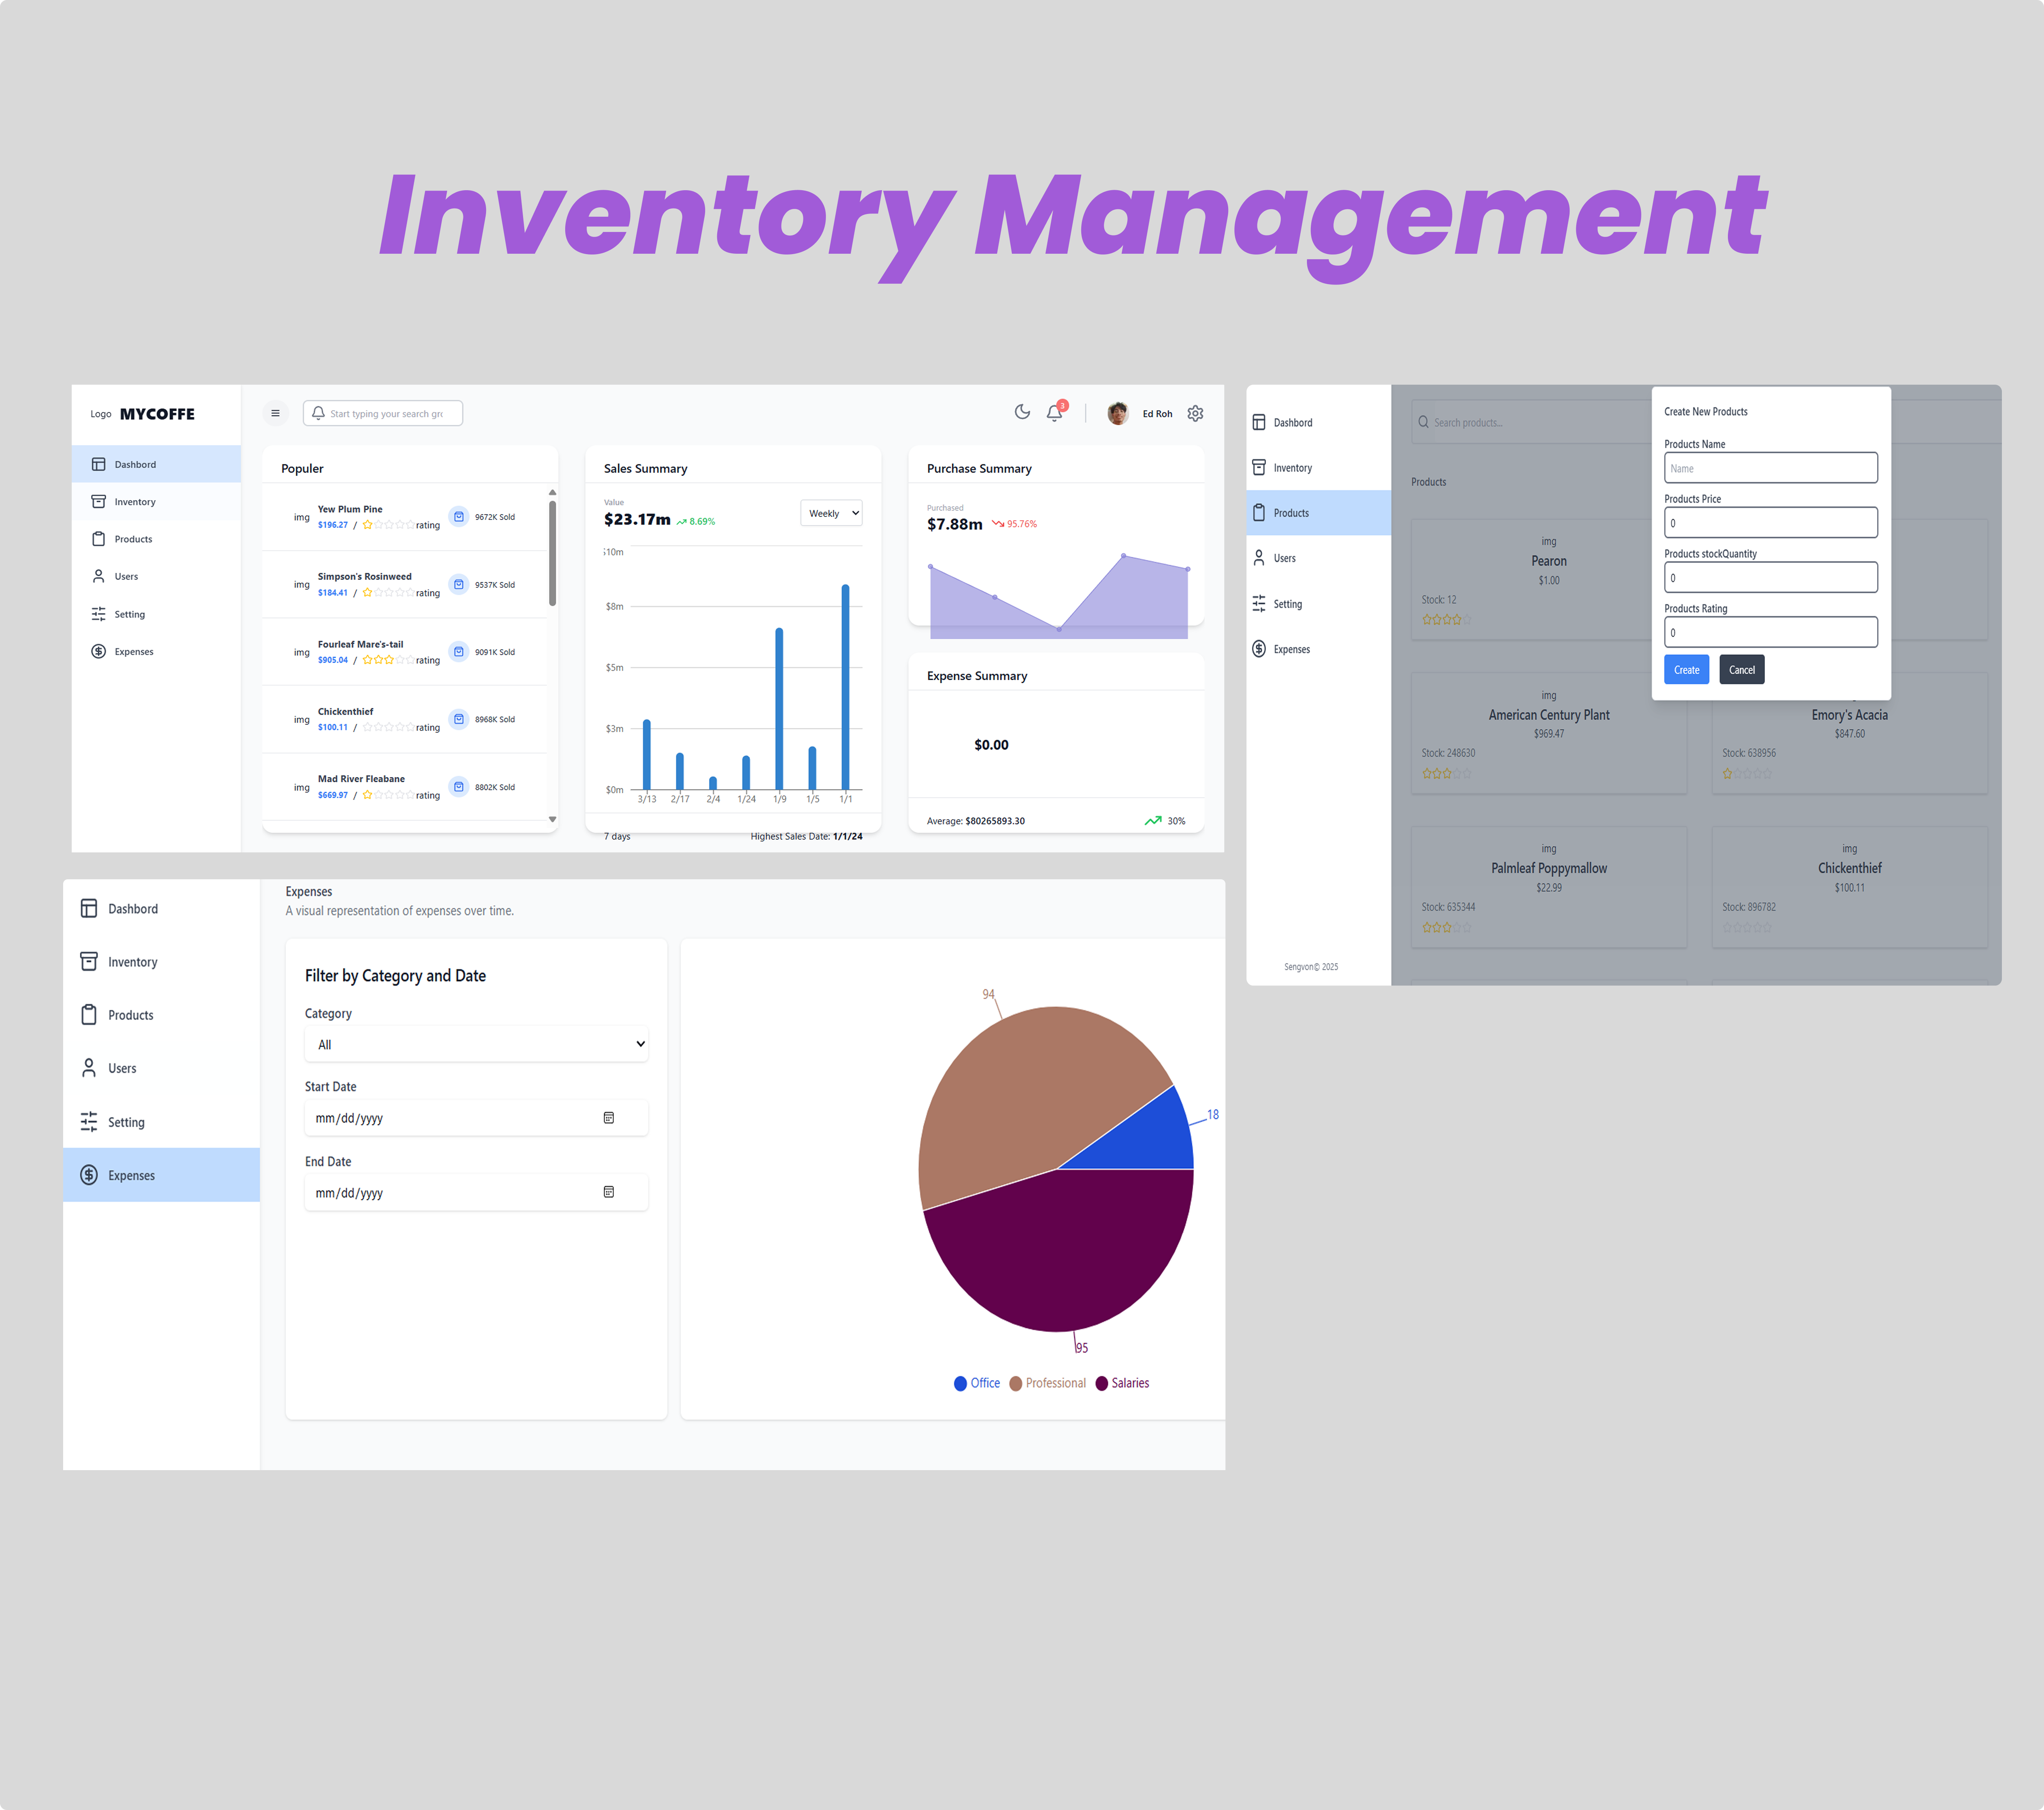 Inventory Management
Logo MYCOFFE
Dashbord
Inventory
Products
Users
Setting
Expenses
Start typing your search gr
3
Ed Roh
Populer
img
Yew Plum Pine
$196.27 / rating
9672K Sold
img
Simpson's Rosinweed
$184.41 / rating
9537K Sold
img
Fourleaf Mare's-tail
$905.04 / rating
9091K Sold
img
Chickenthief
$100.11 / rating
8968K Sold
img
Mad River Fleabane
$669.97 / rating
8802K Sold
Sales Summary
Value
$23.17m 8.69%
Weekly
$10m
$8m
$5m
$3m
$0m
3/13 2/17 2/4 1/24 1/9 1/5 1/1
7 days
Highest Sales Date: 1/1/24
Purchase Summary
Purchased
$7.88m 95.76%
Expense Summary
$0.00
Average: $80265893.30
30%
Dashbord
Inventory
Products
Users
Setting
Expenses
Sengvon© 2025
Search products...
Products
img
Pearon
$1.00
Stock: 12
img
American Century Plant
$969.47
Stock: 248630
Emory's Acacia
$847.60
Stock: 638956
img
Palmleaf Poppymallow
$22.99
Stock: 635344
img
Chickenthief
$100.11
Stock: 896782
Create New Products
Products Name
Name
Products Price
0
Products stockQuantity
0
Products Rating
0
Create
Cancel
Dashbord
Inventory
Products
Users
Setting
Expenses
Expenses
A visual representation of expenses over time.
Filter by Category and Date
Category
All
Start Date
mm/dd/yyyy
End Date
mm/dd/yyyy
94
18
95
Office Professional Salaries